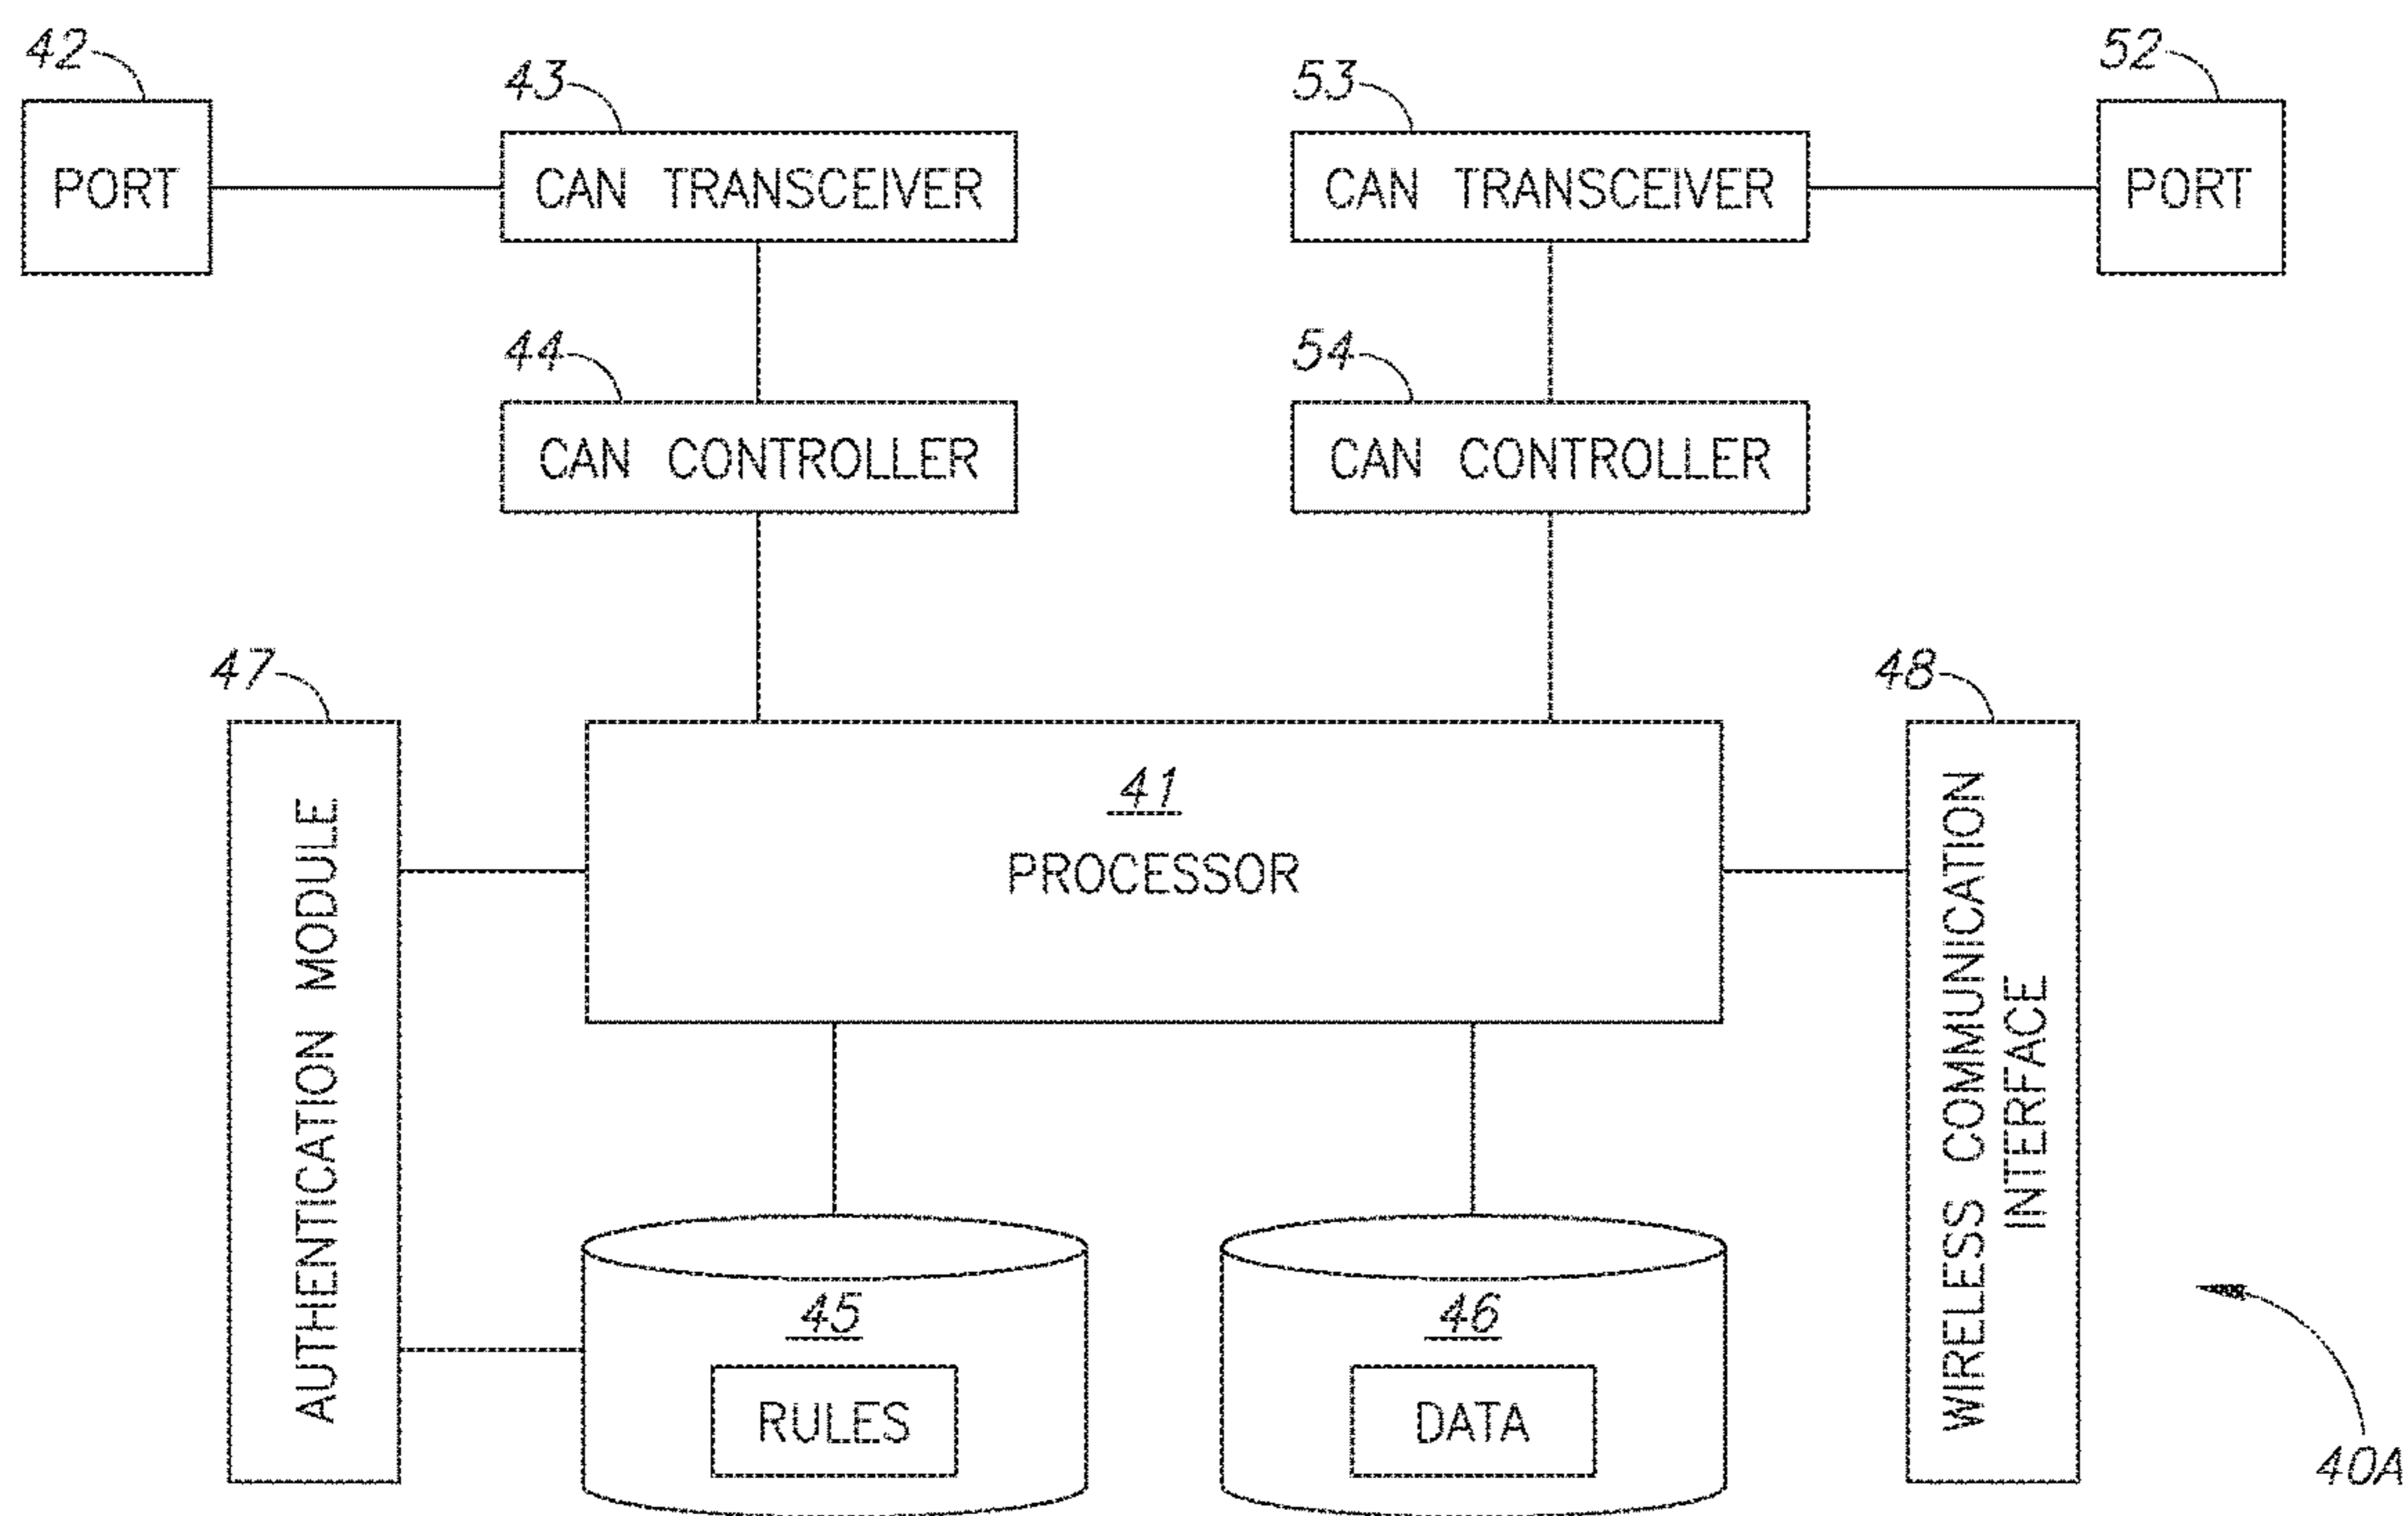 42
52
43
53
PORT
CAN TRANSCEIVER
CAN TRANSCEIVER
PORT
44
54
CAN CONTROLLER
CAN CONTROLLER
47
48
41
PROCESSOR
AUTHENTICATION MODULE
WIRELESS COMMUNICATION
INTERFACE
45
46
RULES
DATA
40A